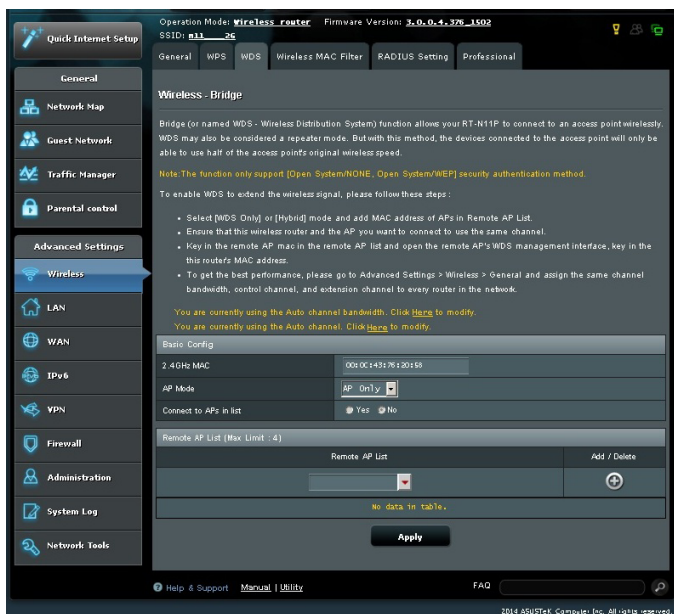 Operation Mode: Wireless router Firmware Version: 3.0.0.4.376_1502
SSID: n11___26
Quick Internet Setup
General WPS WDS Wireless MAC Filter RADIUS Setting Professional
General
Network Map
Guest Network
Traffic Manager
Parental control
Advanced Settings
Wireless
LAN
WAN
IPv6
VPN
Firewall
Administration
System Log
Network Tools
Wireless - Bridge
Bridge (or named WDS - Wireless Distribution System) function allows your RT-N11P to connect to an access point wirelessly.
WDS may also be considered a repeater mode. But with this method, the devices connected to the access point will only be
able to use half of the access point's original wireless speed.
Note:The function only support [Open System/NONE, Open System/WEP] security authentication method.
To enable WDS to extend the wireless signal, please follow these steps :
Select [WDS Only] or [Hybrid] mode and add MAC address of APs in Remote AP List.
Ensure that this wireless router and the AP you want to connect to use the same channel.
Key in the remote AP mac in the remote AP list and open the remote AP's WDS management interface, key in the
this router's MAC address.
To get the best performance, please go to Advanced Settings > Wireless > General and assign the same channel
bandwidth, control channel, and extension channel to every router in the network.
You are currently using the Auto channel bandwidth. Click Here to modify.
You are currently using the Auto channel. Click Here to modify.
Basic Config
2.4GHz MAC 00:0C:43:76:20:58
AP Mode AP Only
Connect to APs in list Yes No
Remote AP List (Max Limit : 4)
Remote AP List Add / Delete
No data in table.
Apply
Help & Support Manual | Utility FAQ
2014 ASUSTeK Computer Inc. All rights reserved.